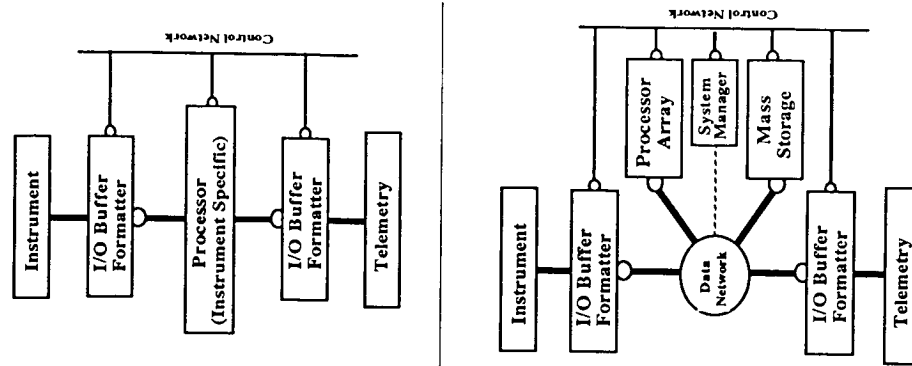 Control Network
Instrument
I/O Buffer
Formatter
Processor
(Instrument Specific)
I/O Buffer
Formatter
Telemetry
Control Network
Processor
Array
System
Manager
Mass
Storage
Instrument
I/O Buffer
Formatter
Data
Network
I/O Buffer
Formatter
Telemetry